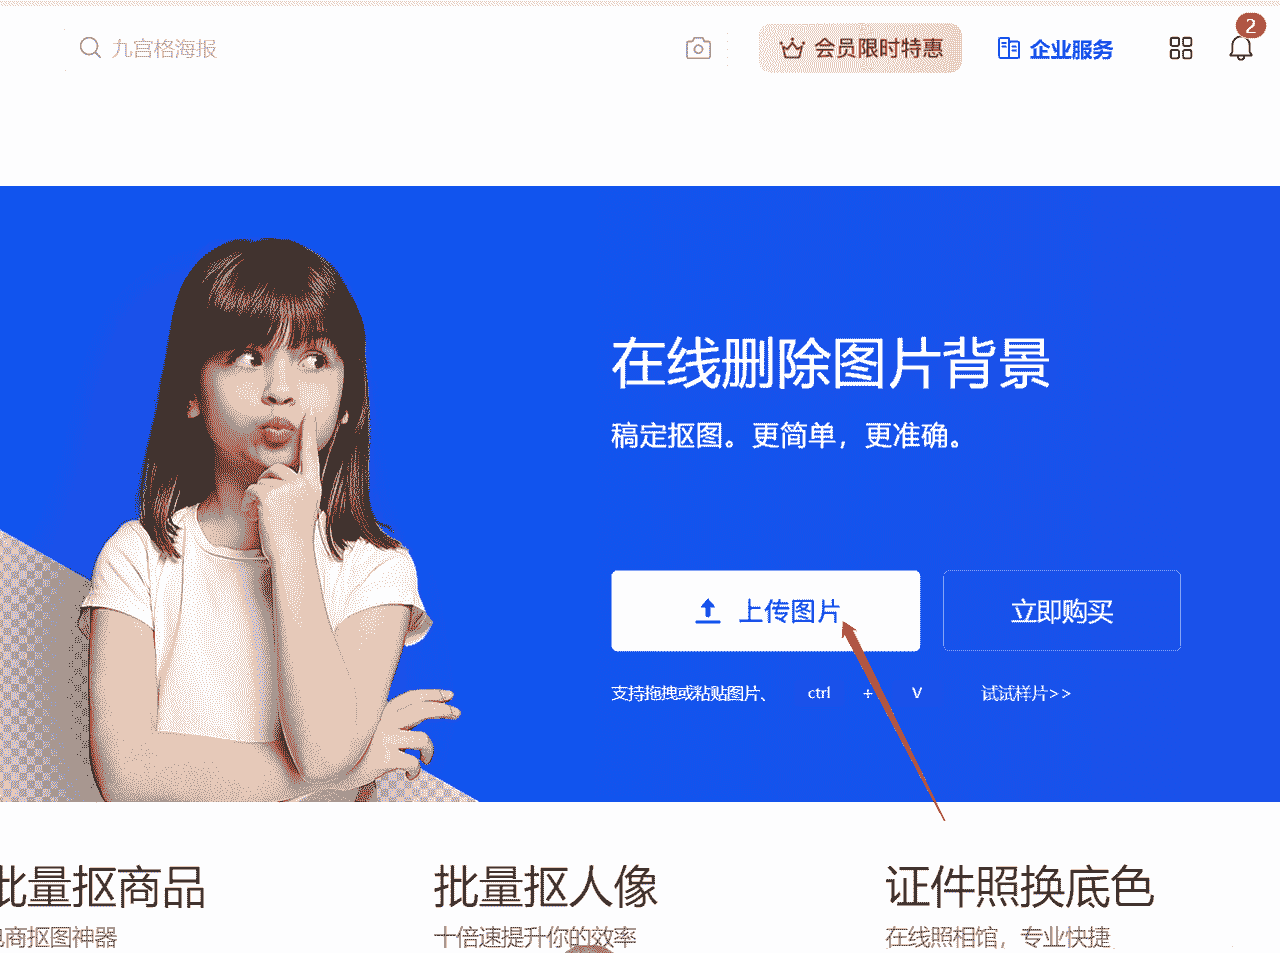 九宫格海报
会员限时特惠
企业服务
2
在线删除图片背景
稿定抠图。更简单，更准确。
上传图片
立即购买
支持拖拽或粘贴图片、 ctrl + V 试试样片>>
批量抠商品
批量抠人像
证件照换底色
电商抠图神器
十倍速提升你的效率
在线照相馆，专业快捷